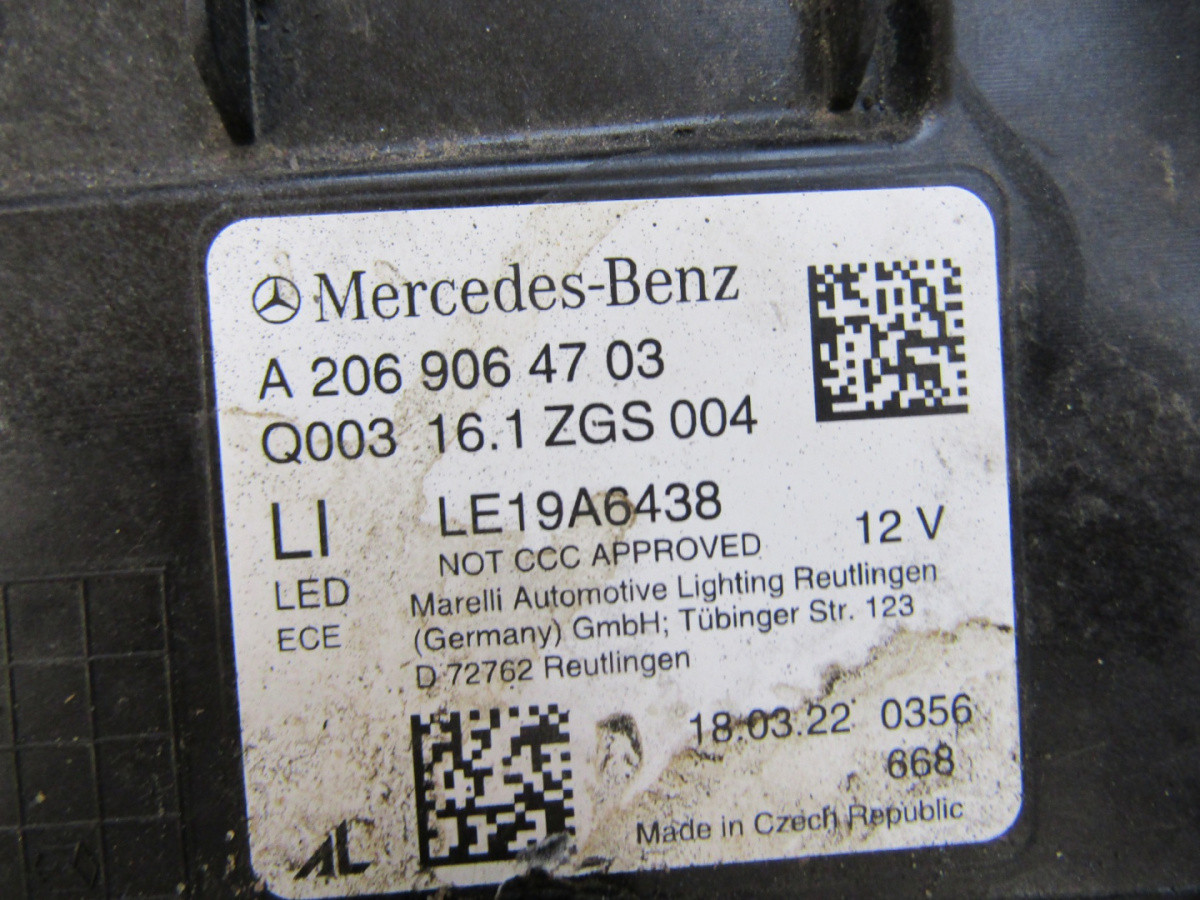 Mercedes-Benz
A 206 906 47 03
Q003 16.1 ZGS 004
LI LE19A6438 12 V
NOT CCC APPROVED
LED
ECE
Marelli Automotive Lighting Reutlingen
(Germany) GmbH; Tübinger Str. 123
D 72762 Reutlingen
18.03.22 0356
668
Made in Czech Republic
AL